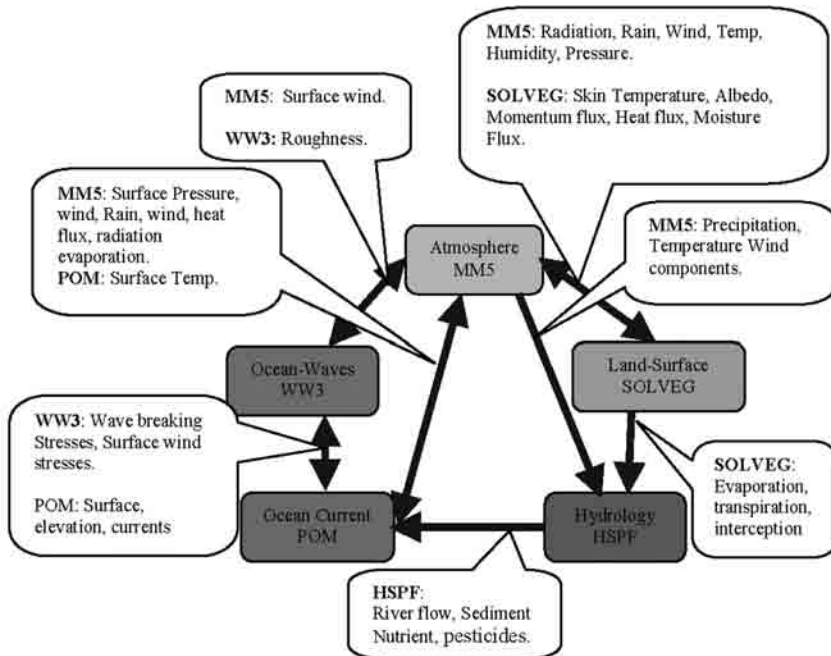 MM5: Radiation, Rain, Wind, Temp,
Humidity, Pressure.
SOLVEG: Skin Temperature, Albedo,
Momentum flux, Heat flux, Moisture
Flux.
MM5: Surface wind.
WW3: Roughness.
MM5: Surface Pressure,
wind, Rain, wind, heat
flux, radiation
evaporation.
POM: Surface Temp.
MM5: Precipitation,
Temperature Wind
components.
Atmosphere
MM5
Ocean-Waves
WW3
Land-Surface
SOLVEG
WW3: Wave breaking
Stresses, Surface wind
stresses.
POM: Surface,
elevation, currents
SOLVEG:
Evaporation,
transpiration,
interception
Ocean Current
POM
Hydrology
HSPF
HSPF:
River flow, Sediment
Nutrient, pesticides.